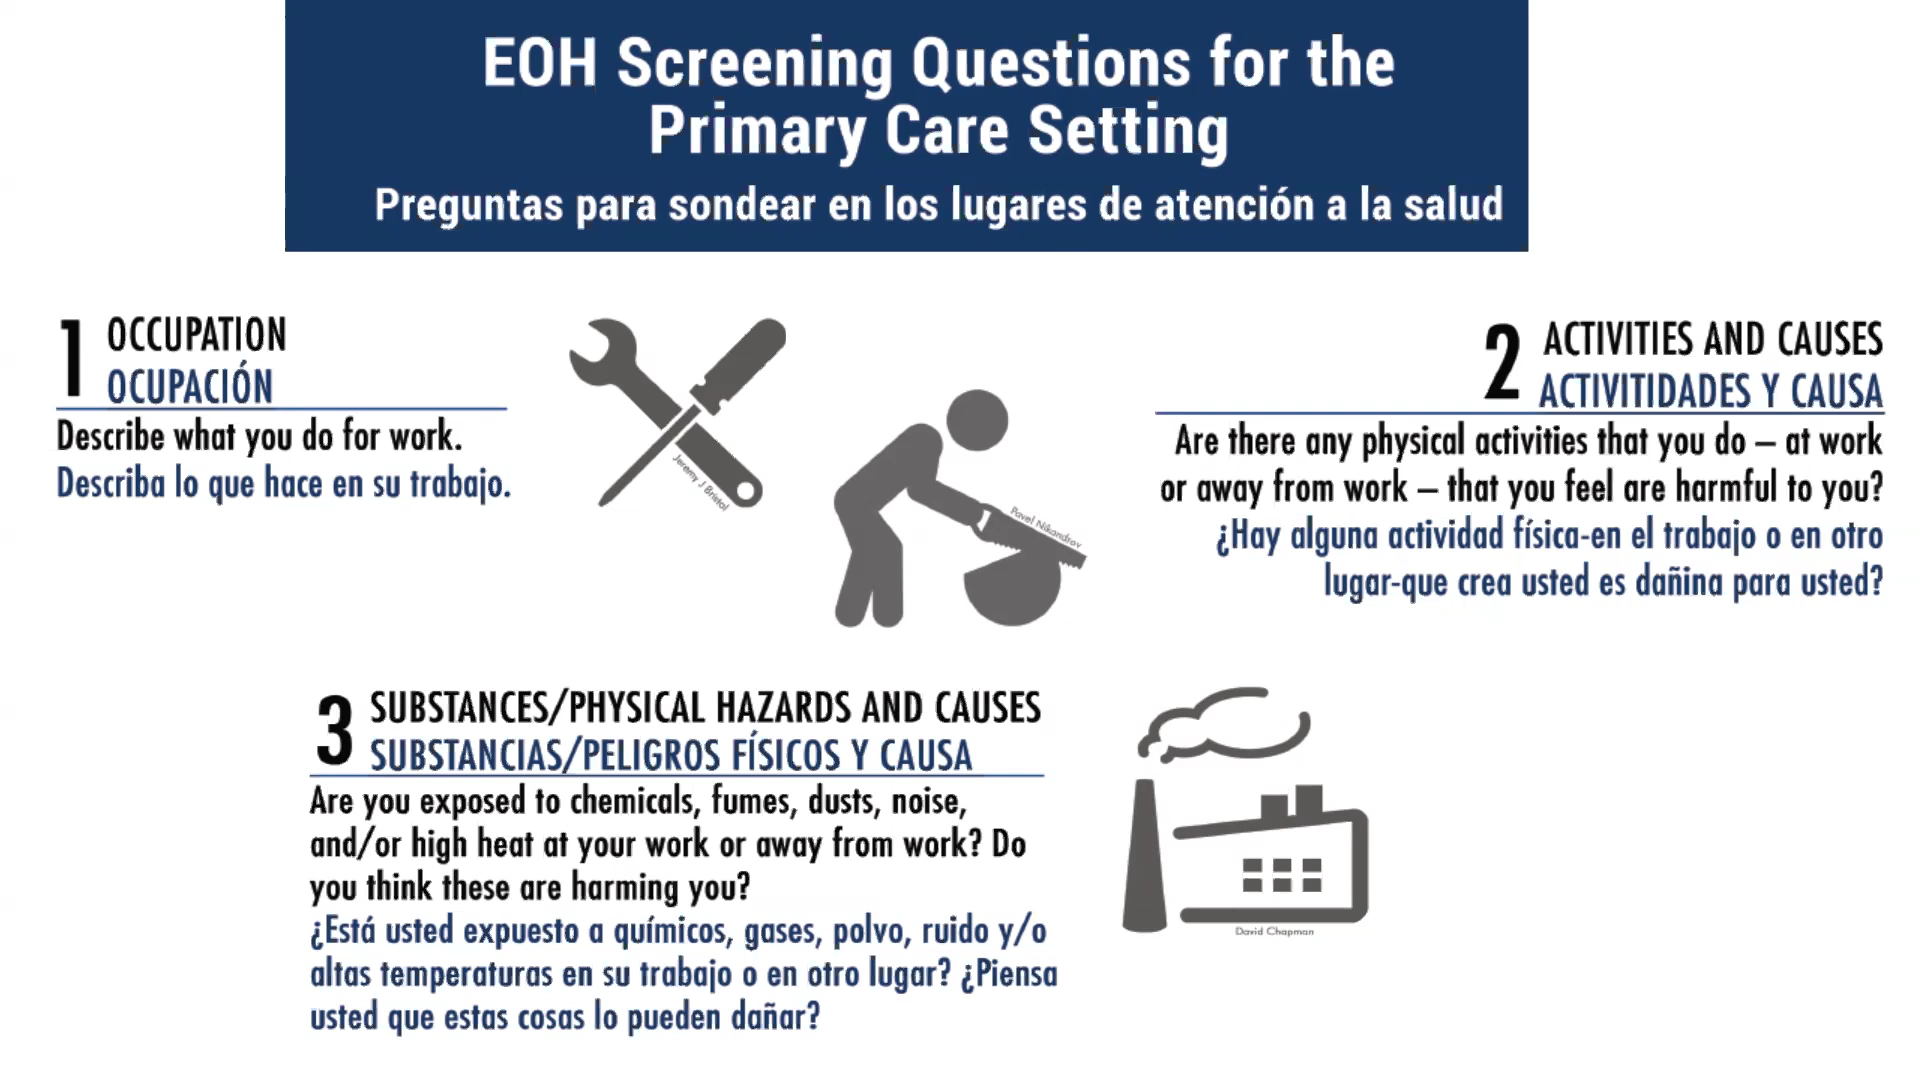 EOH Screening Questions for the
Primary Care Setting
Preguntas para sondear en los lugares de atención a la salud
1 OCCUPATION
OCUPACIÓN
Describe what you do for work.
Describa lo que hace en su trabajo.
Jeremy J Bristol
Pavel Nikandrov
2 ACTIVITIES AND CAUSES
ACTIVITIDADES Y CAUSA
Are there any physical activities that you do – at work
or away from work – that you feel are harmful to you?
¿Hay alguna actividad física-en el trabajo o en otro
lugar-que crea usted es dañina para usted?
3 SUBSTANCES/PHYSICAL HAZARDS AND CAUSES
SUBSTANCIAS/PELIGROS FÍSICOS Y CAUSA
Are you exposed to chemicals, fumes, dusts, noise,
and/or high heat at your work or away from work? Do
you think these are harming you?
¿Está usted expuesto a químicos, gases, polvo, ruido y/o
altas temperaturas en su trabajo o en otro lugar? ¿Piensa
usted que estas cosas lo pueden dañar?
David Chapman